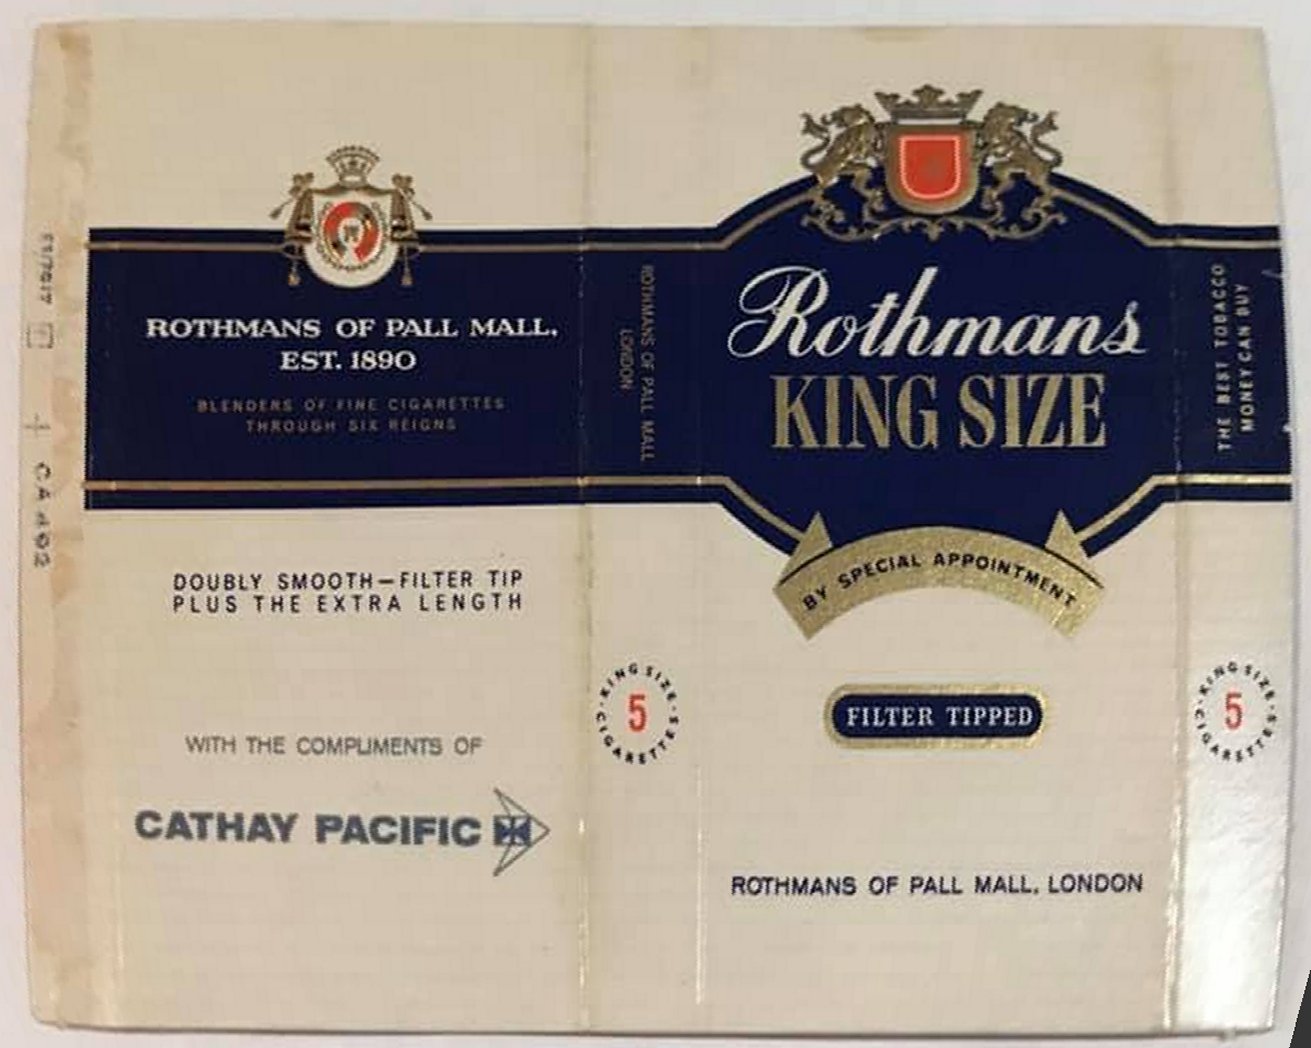 ROTHMANS OF PALL MALL,
EST. 1890
BLENDERS OF FINE CIGARETTES
THROUGH SIX REIGNS
DOUBLY SMOOTH—FILTER TIP
PLUS THE EXTRA LENGTH
WITH THE COMPLIMENTS OF
CATHAY PACIFIC
ROTHMANS OF PALL MALL
LONDON
·KING SIZE·CIGARETTES
5
Rothmans
KING SIZE
BY SPECIAL APPOINTMENT
FILTER TIPPED
ROTHMANS OF PALL MALL, LONDON
THE BEST TOBACCO
MONEY CAN BUY
·KING SIZE·CIGARETTES
5